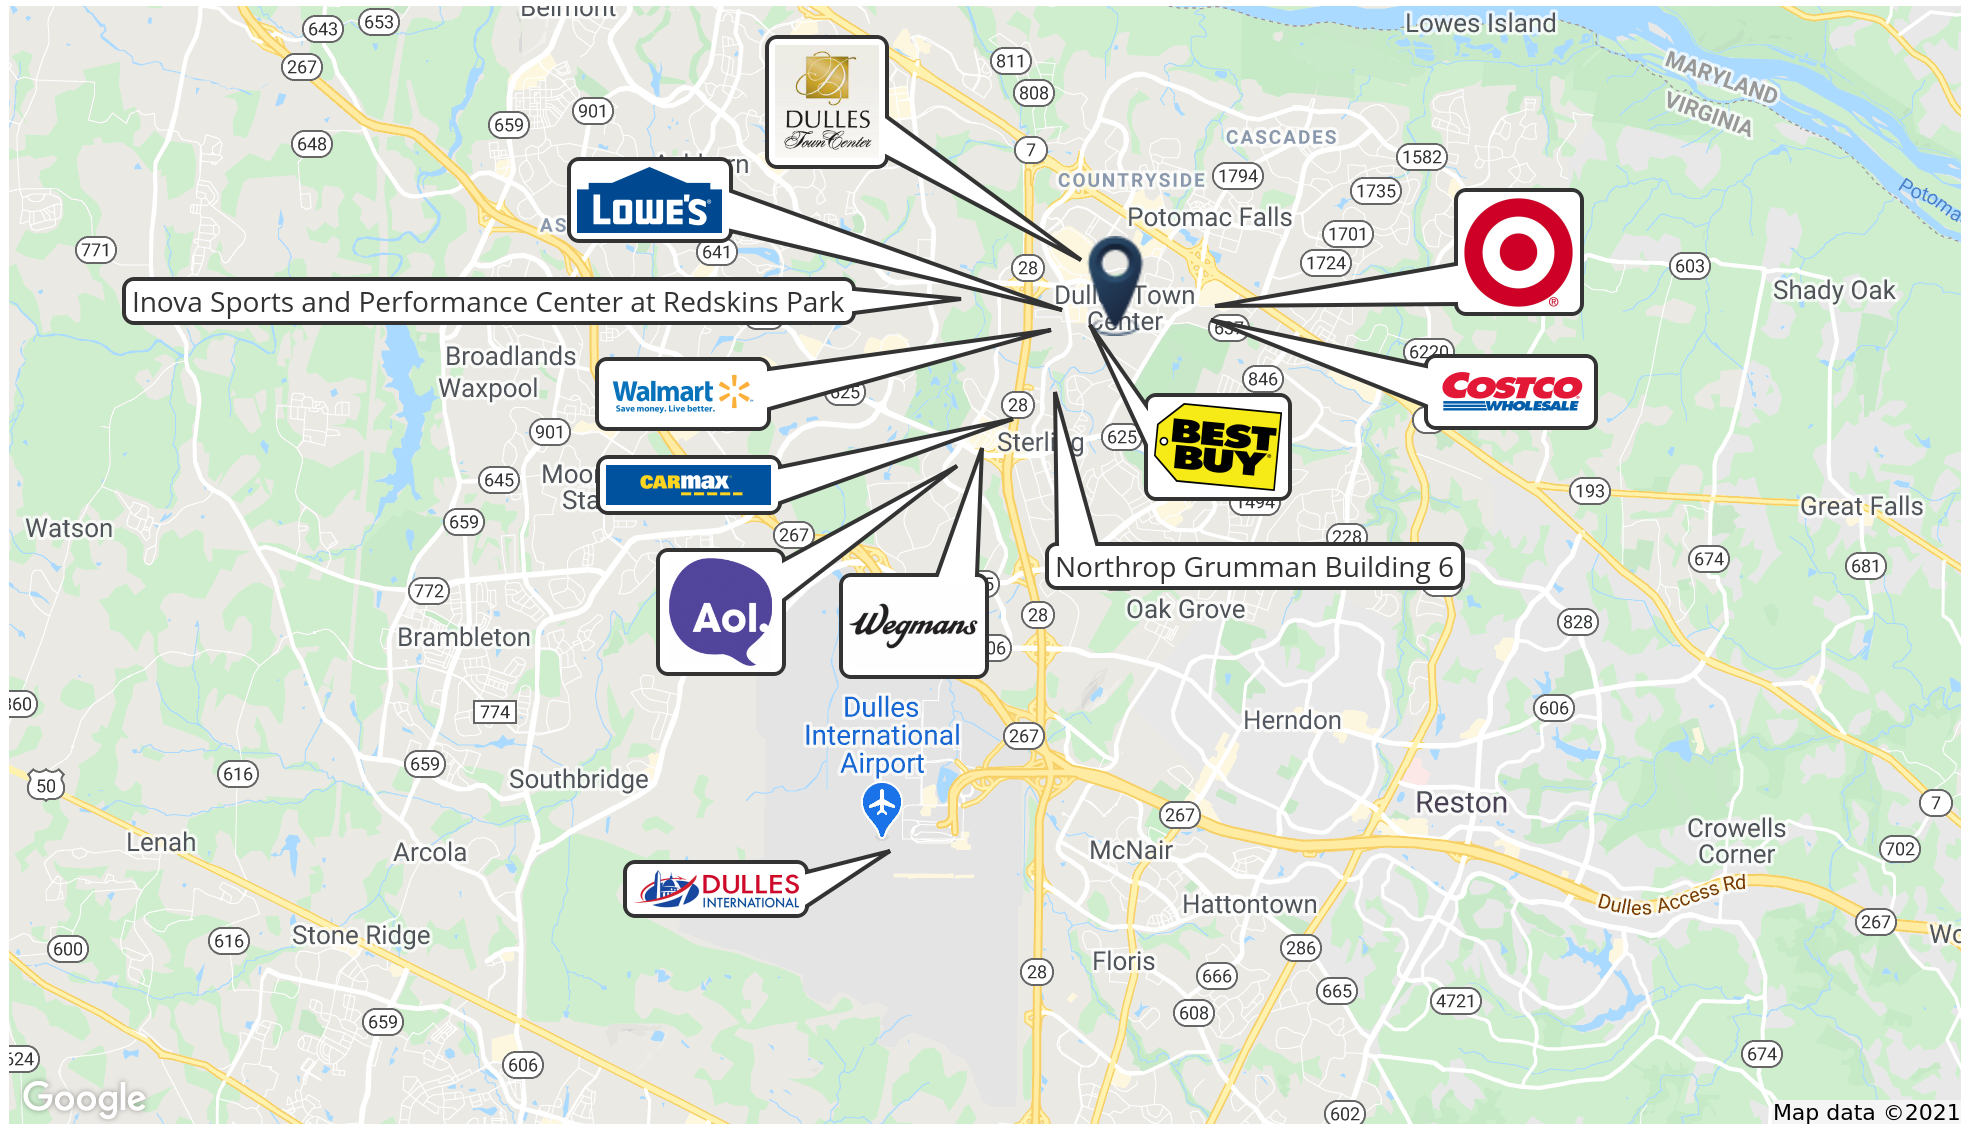 Belmont
Lowes Island
643
653
267
811
808
MARYLAND
VIRGINIA
DULLES
Town Center
659
901
648
7
CASCADES
1582
COUNTRYSIDE
1794
1735
Potomac Falls
LOWE'S
771
641
28
1701
1724
603
Shady Oak
Dulles Town
Center
Inova Sports and Performance Center at Redskins Park
637
6220
Broadlands
Waxpool
Walmart
Save money. Live better.
625
846
COSTCO
WHOLESALE
28
901
Sterling
625
BEST
BUY
645
CARMAX
193
1494
Great Falls
Watson
659
267
228
674
681
Northrop Grumman Building 6
772
Aol.
Wegmans
28
Oak Grove
828
Brambleton
774
Dulles
International
Airport
606
Herndon
267
659
616
50
Southbridge
Reston
7
267
Lenah
Arcola
McNair
Crowells
Corner
702
DULLES
INTERNATIONAL
Dulles Access Rd
Hattontown
267
600
616
Stone Ridge
286
Floris
28
666
665
4721
608
659
606
674
602
Google
Map data ©2021